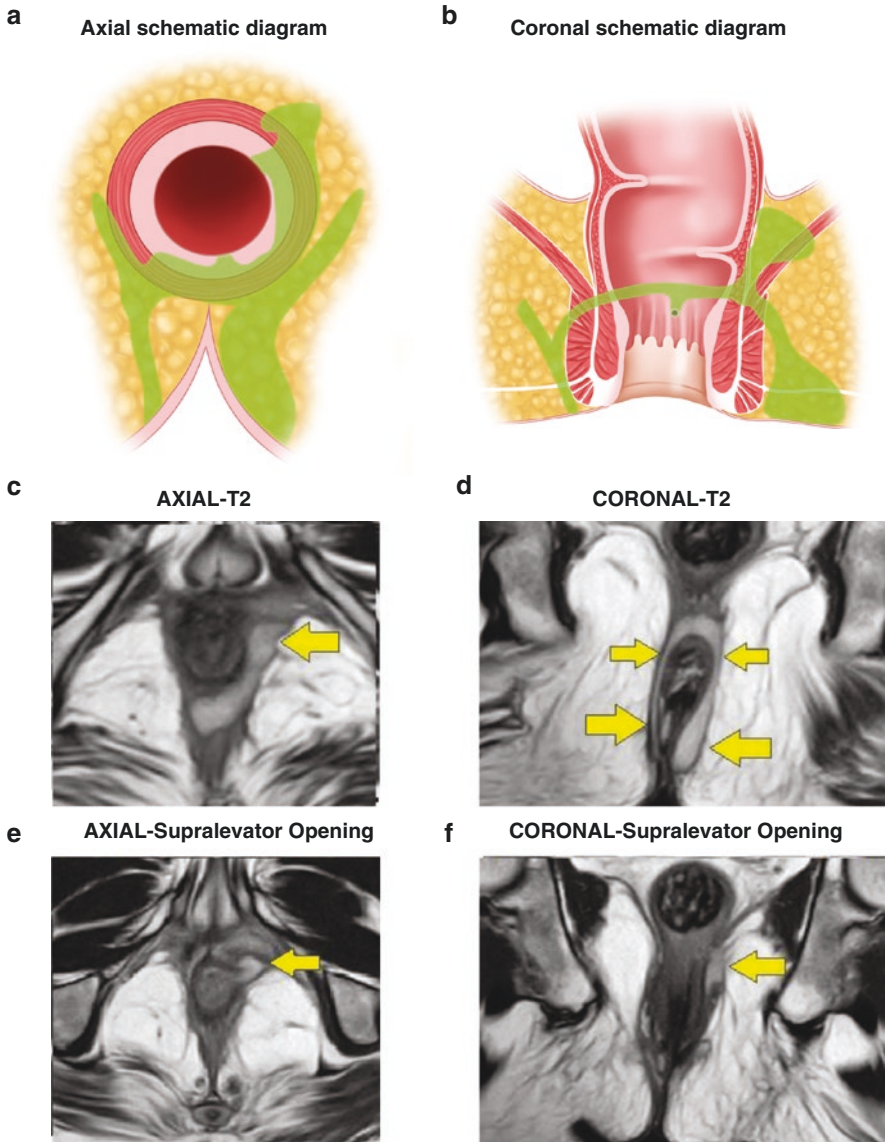 a
Axial schematic diagram
b
Coronal schematic diagram
c
AXIAL-T2
d
CORONAL-T2
e
AXIAL-Supralevator Opening
f
CORONAL-Supralevator Opening